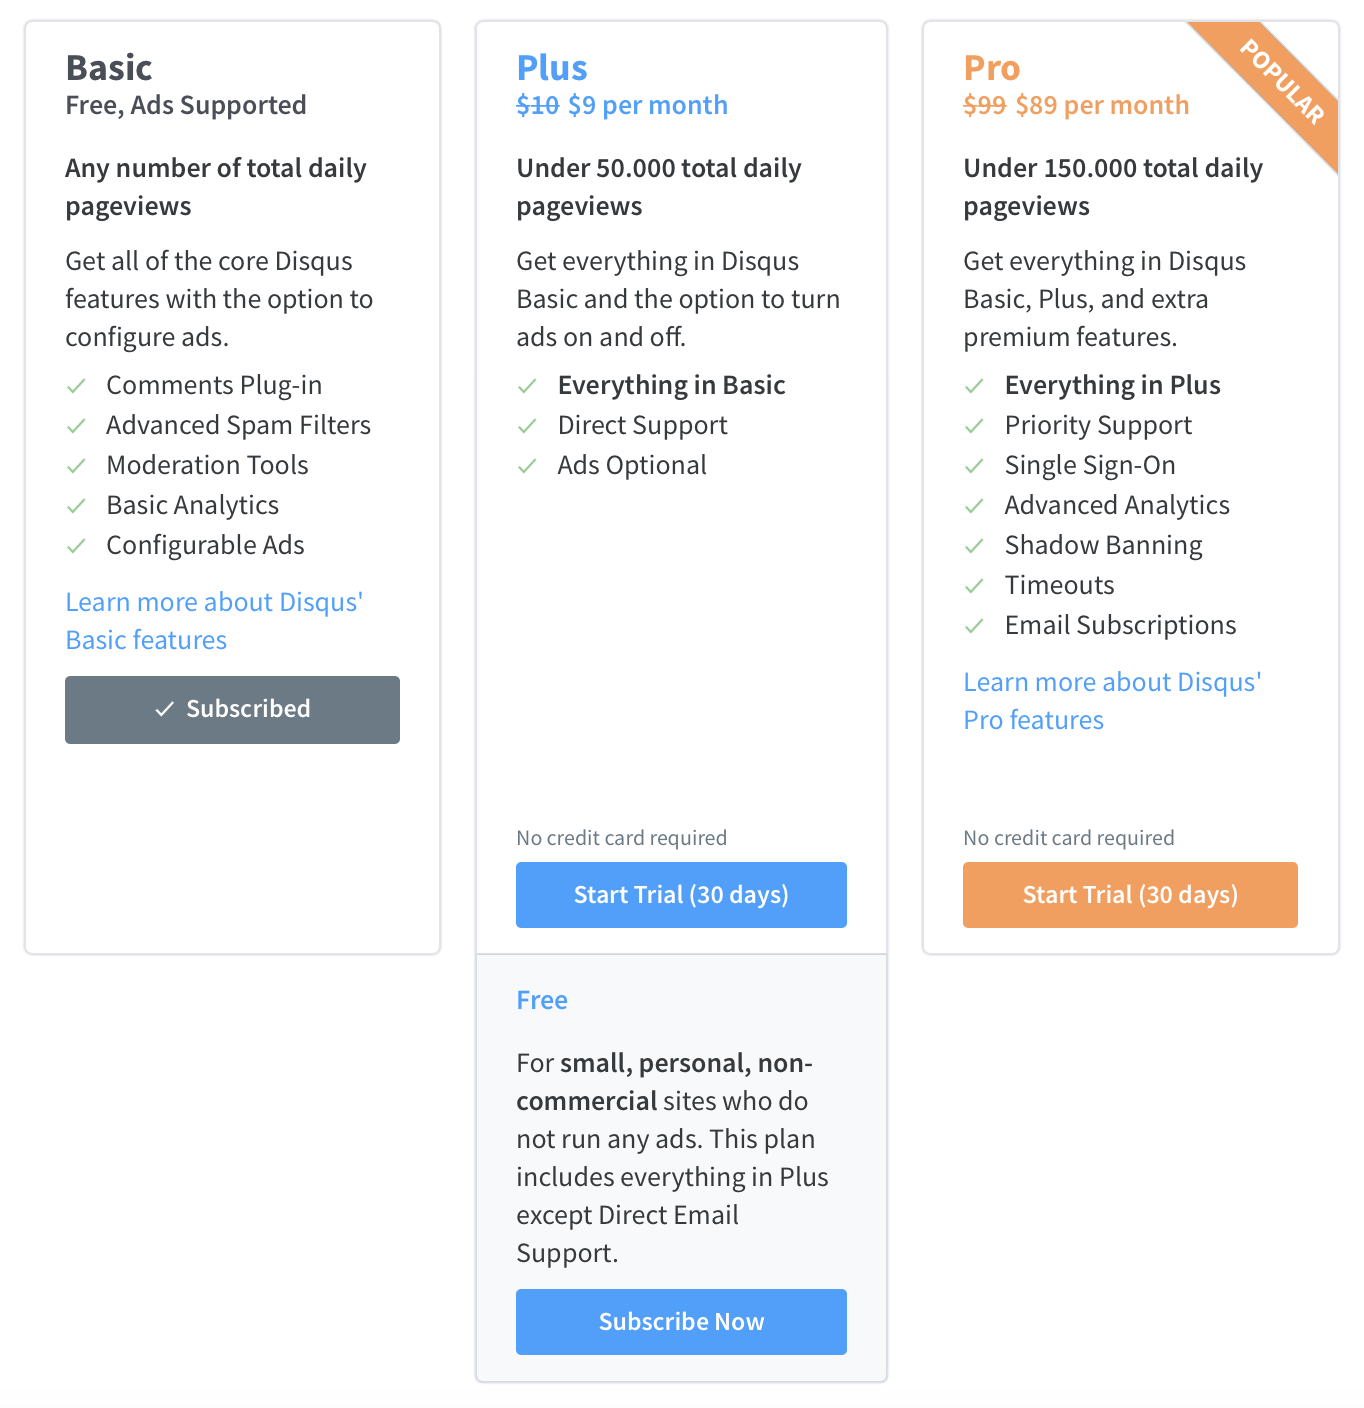 Basic
Free, Ads Supported
Any number of total daily
pageviews
Get all of the core Disqus
features with the option to
configure ads.
Comments Plug-in
Advanced Spam Filters
Moderation Tools
Basic Analytics
Configurable Ads
Learn more about Disqus'
Basic features
Subscribed
Plus
$10 $9 per month
Under 50.000 total daily
pageviews
Get everything in Disqus
Basic and the option to turn
ads on and off.
Everything in Basic
Direct Support
Ads Optional
No credit card required
Start Trial (30 days)
Free
For small, personal, non-
commercial sites who do
not run any ads. This plan
includes everything in Plus
except Direct Email
Support.
Subscribe Now
Pro
POPULAR
$99 $89 per month
Under 150.000 total daily
pageviews
Get everything in Disqus
Basic, Plus, and extra
premium features.
Everything in Plus
Priority Support
Single Sign-On
Advanced Analytics
Shadow Banning
Timeouts
Email Subscriptions
Learn more about Disqus'
Pro features
No credit card required
Start Trial (30 days)